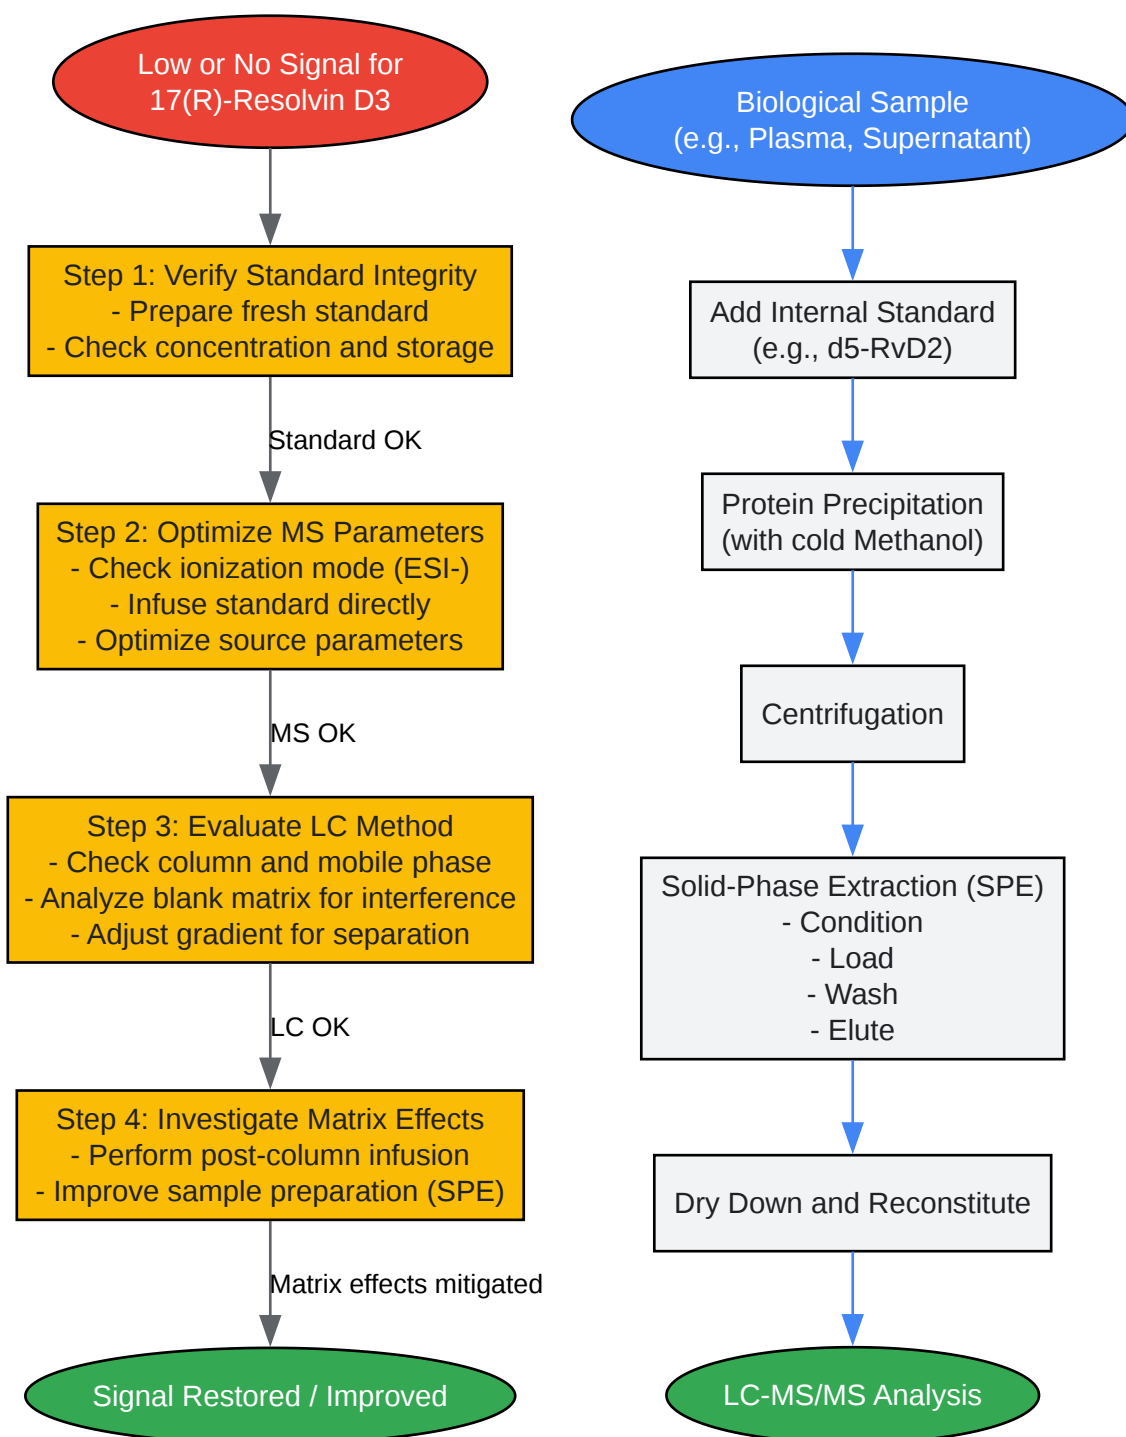 Low or No Signal for
17(R)-Resolvin D3
Step 1: Verify Standard Integrity
- Prepare fresh standard
- Check concentration and storage
Standard OK
Step 2: Optimize MS Parameters
- Check ionization mode (ESI-)
- Infuse standard directly
- Optimize source parameters
MS OK
Step 3: Evaluate LC Method
- Check column and mobile phase
- Analyze blank matrix for interference
- Adjust gradient for separation
LC OK
Step 4: Investigate Matrix Effects
- Perform post-column infusion
- Improve sample preparation (SPE)
Matrix effects mitigated
Signal Restored / Improved
Biological Sample
(e.g., Plasma, Supernatant)
Add Internal Standard
(e.g., d5-RvD2)
Protein Precipitation
(with cold Methanol)
Centrifugation
Solid-Phase Extraction (SPE)
- Condition
- Load
- Wash
- Elute
Dry Down and Reconstitute
LC-MS/MS Analysis